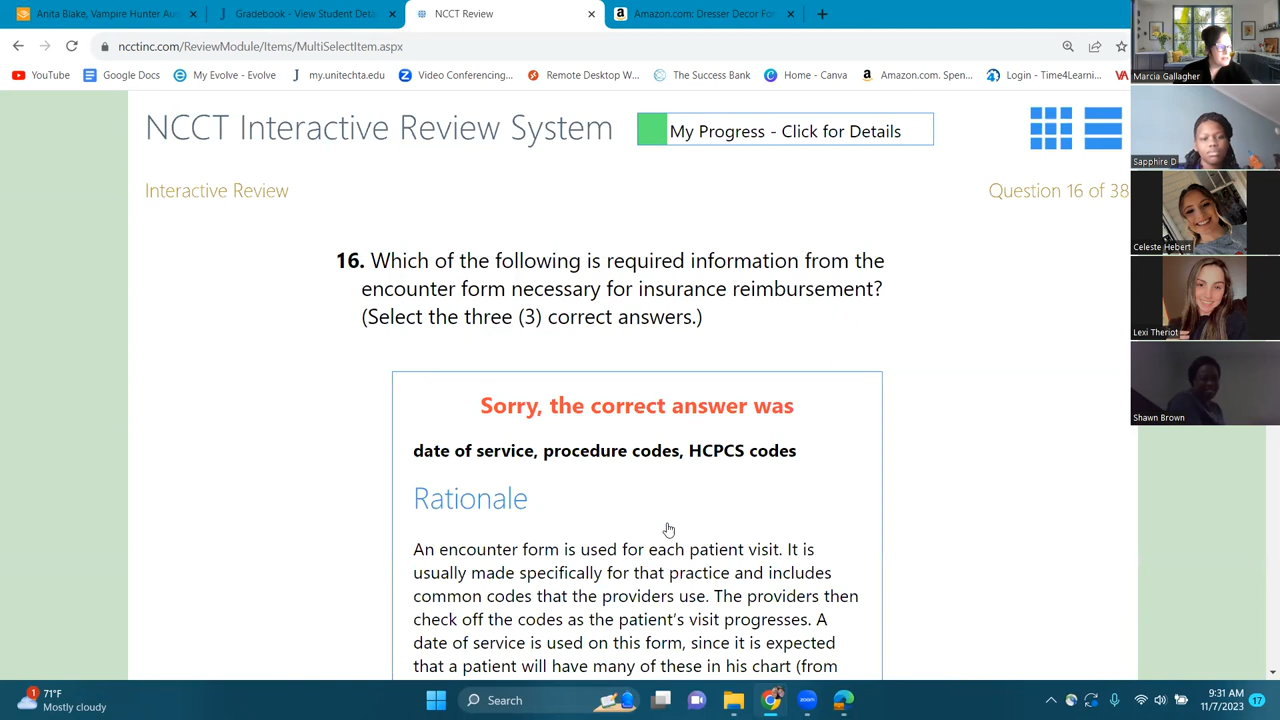 Anita Blake, Vampire Hunter Aud
Gradebook - View Student Deta
NCCT Review
Amazon.com: Dresser Decor For
ncctinc.com/ReviewModule/Items/MultiSelectItem.aspx
YouTube
Google Docs
My Evolve - Evolve
my.unitechta.edu
Video Conferencing...
Remote Desktop W...
The Success Bank
Home - Canva
Amazon.com. Spen...
Login - Time4Learni...
VA
NCCT Interactive Review System
My Progress - Click for Details
Interactive Review
Question 16 of 38
16. Which of the following is required information from the
encounter form necessary for insurance reimbursement?
(Select the three (3) correct answers.)
Sorry, the correct answer was
date of service, procedure codes, HCPCS codes
Rationale
An encounter form is used for each patient visit. It is
usually made specifically for that practice and includes
common codes that the providers use. The providers then
check off the codes as the patient's visit progresses. A
date of service is used on this form, since it is expected
that a patient will have many of these in his chart (from
Marcia Gallagher
Sapphire D
Celeste Hebert
Lexi Theriot
Shawn Brown
1
71°F
Mostly cloudy
Search
zoom
9:31 AM
11/7/2023
17